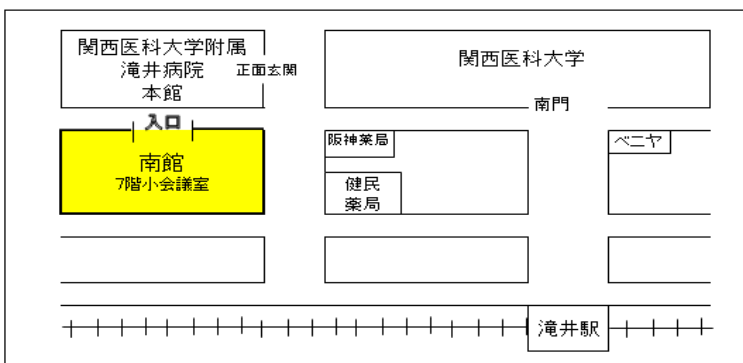 関西医科大学附属
滝井病院
本館
正面玄関
関西医科大学
南門
入口
南館
7階小会議室
阪神薬局
健民
薬局
ベニヤ
滝井駅